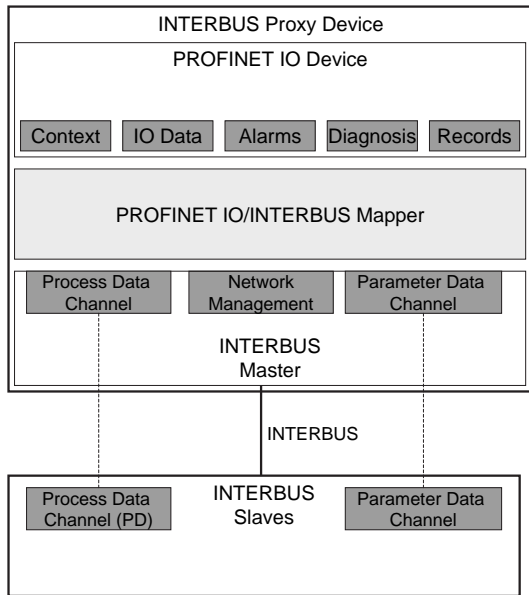 INTERBUS Proxy Device
PROFINET IO Device
Context IO Data Alarms Diagnosis Records
PROFINET IO/INTERBUS Mapper
Process Data
Channel
Network
Management
Parameter Data
Channel
INTERBUS
Master
INTERBUS
Process Data
Channel (PD)
INTERBUS
Slaves
Parameter Data
Channel